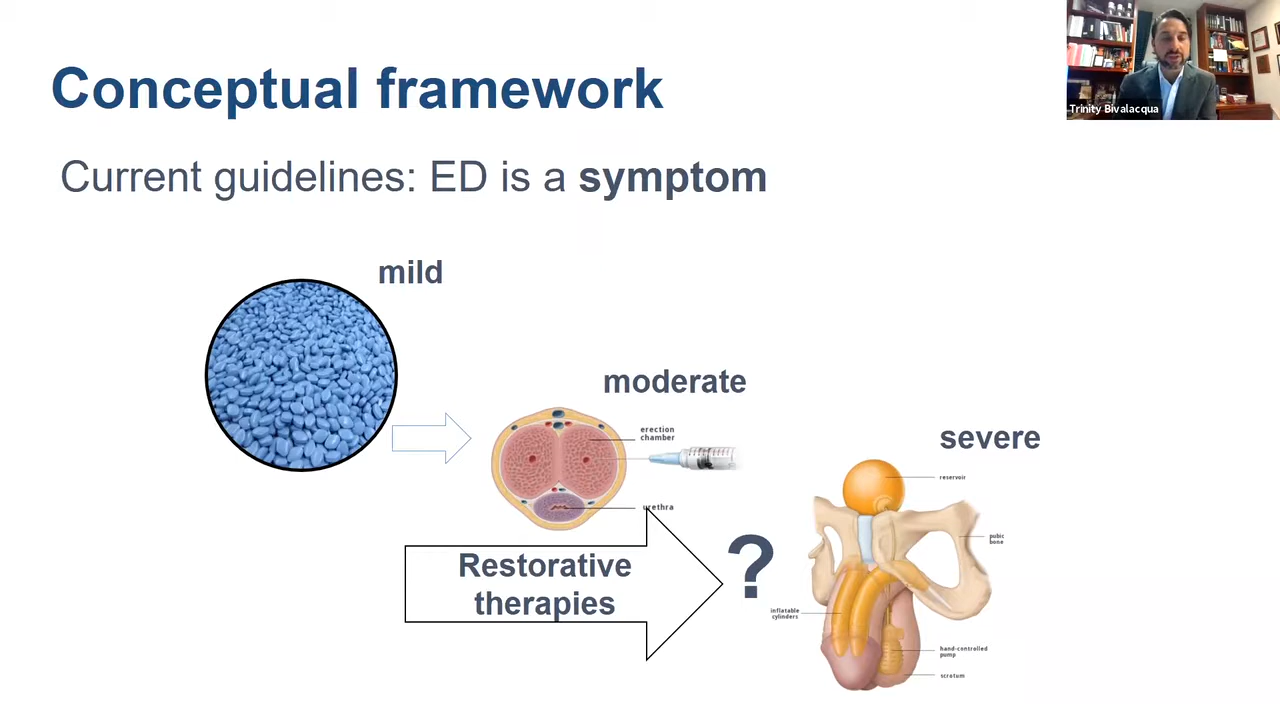 Conceptual framework
Trinity Bivalacqua
Current guidelines: ED is a symptom
mild
moderate
erection
chamber
urethra
severe
reservoir
pubic
bone
Restorative
therapies
?
inflatable
cylinders
hand-controlled
pump
scrotum